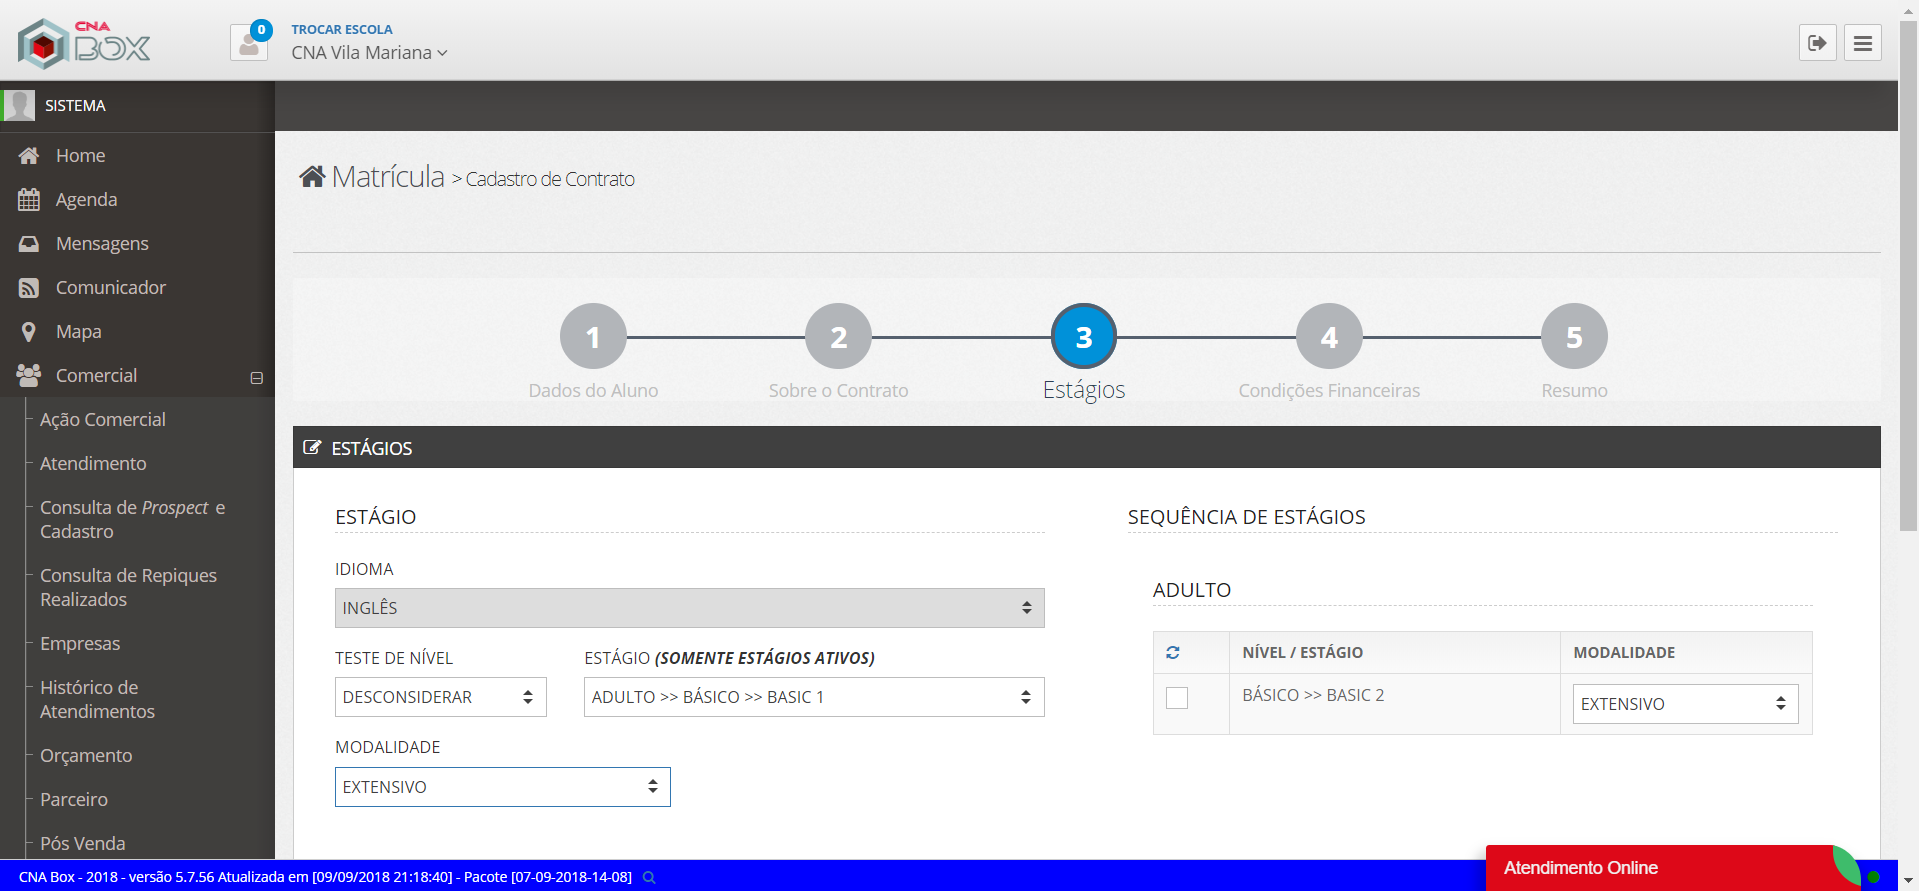 CNA
BOX
0
TROCAR ESCOLA
CNA Vila Mariana
SISTEMA
Home
Agenda
Mensagens
Comunicador
Mapa
Comercial
Ação Comercial
Atendimento
Consulta de Prospect e
Cadastro
Consulta de Repiques
Realizados
Empresas
Histórico de
Atendimentos
Orçamento
Parceiro
Pós Venda
Matrícula > Cadastro de Contrato
1
2
3
4
5
Dados do Aluno
Sobre o Contrato
Estágios
Condições Financeiras
Resumo
ESTÁGIOS
ESTÁGIO
IDIOMA
INGLÊS
TESTE DE NÍVEL
DESCONSIDERAR
ESTÁGIO (SOMENTE ESTÁGIOS ATIVOS)
ADULTO >> BÁSICO >> BASIC 1
MODALIDADE
EXTENSIVO
SEQUÊNCIA DE ESTÁGIOS
ADULTO
NÍVEL / ESTÁGIO
MODALIDADE
BÁSICO >> BASIC 2
EXTENSIVO
CNA Box - 2018 - versão 5.7.56 Atualizada em [09/09/2018 21:18:40] - Pacote [07-09-2018-14-08]
Atendimento Online